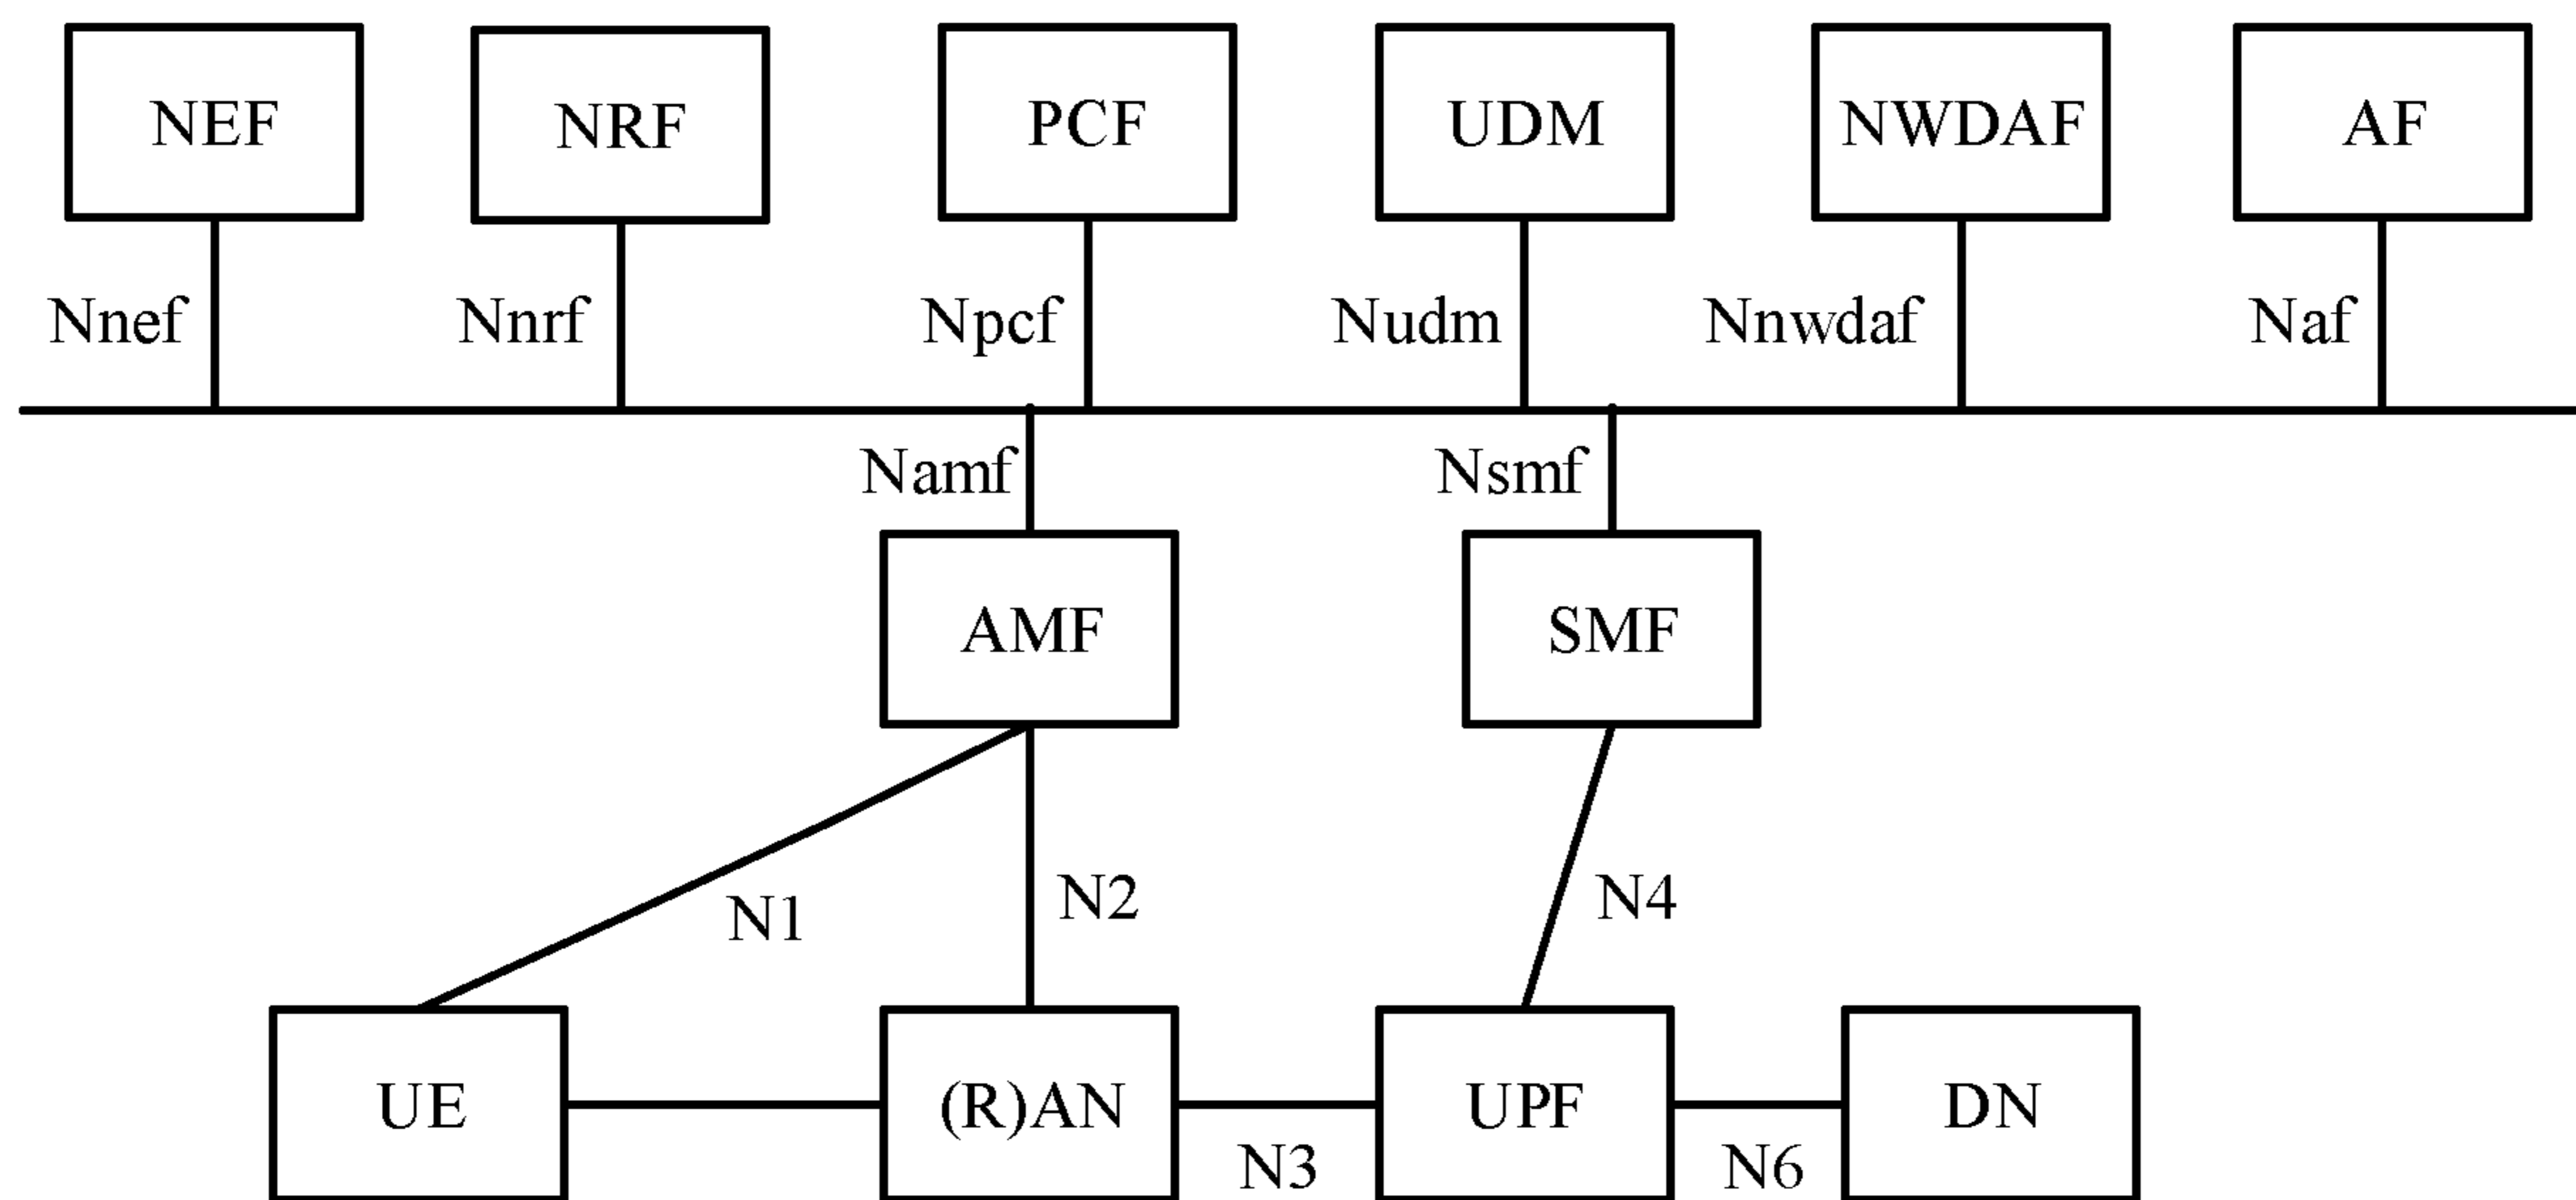 NEF NRF PCF UDM NWDAF AF
Nnef Nnrf Npcf Nudm Nnwdaf Naf
Namf Nsmf
AMF SMF
N1 N2 N4
UE (R)AN UPF DN
N3 N6